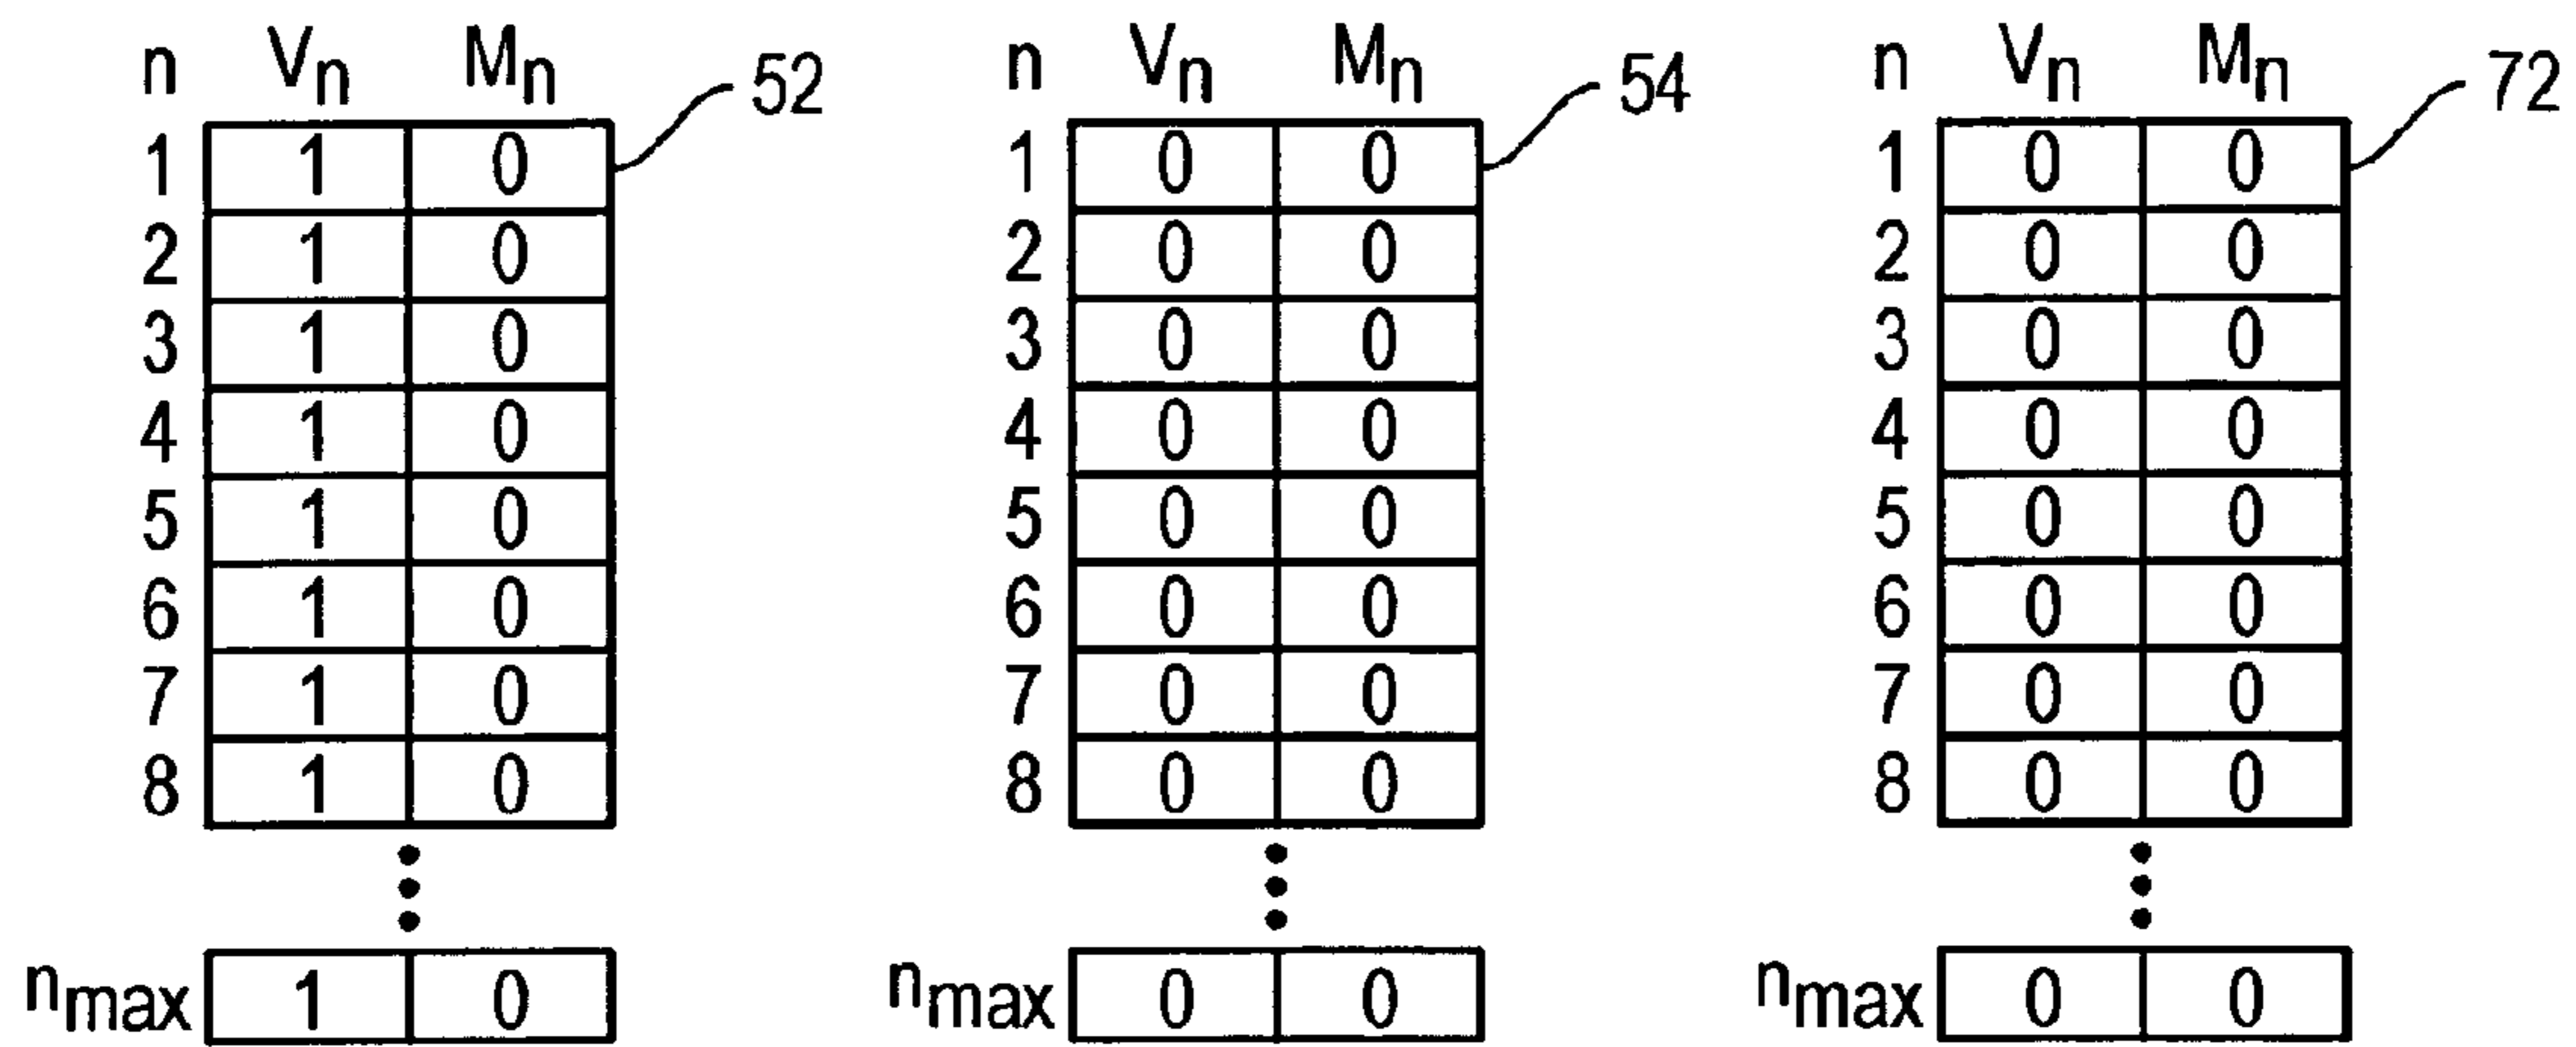 n Vn Mn 52 n Vn Mn 54 n Vn Mn 72
1 1 0 1 0 0 1 0 0
2 1 0 2 0 0 2 0 0
3 1 0 3 0 0 3 0 0
4 1 0 4 0 0 4 0 0
5 1 0 5 0 0 5 0 0
6 1 0 6 0 0 6 0 0
7 1 0 7 0 0 7 0 0
8 1 0 8 0 0 8 0 0
nmax 1 0 nmax 0 0 nmax 0 0